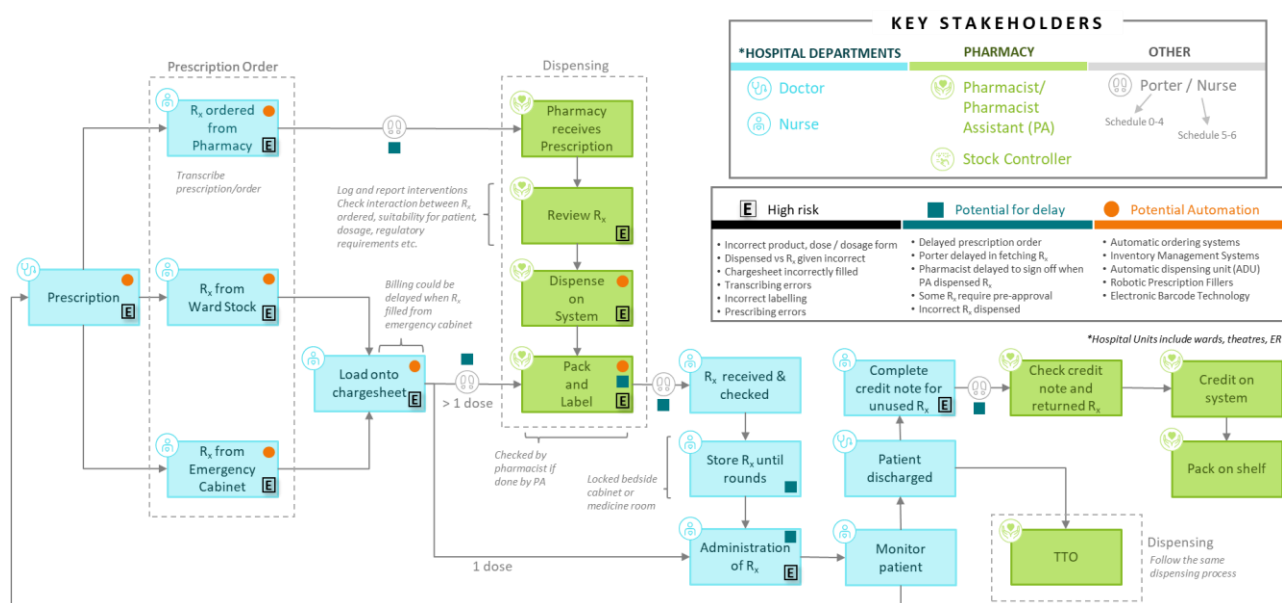 KEY STAKEHOLDERS
*HOSPITAL DEPARTMENTS
PHARMACY
OTHER
Doctor
Nurse
Pharmacist/
Pharmacist
Assistant (PA)
Stock Controller
Porter / Nurse
Schedule 0-4
Schedule 5-6
E High risk
• Incorrect product, dose / dosage form
• Dispensed vs Rx given incorrect
• Chargesheet incorrectly filled
• Transcribing errors
• Incorrect labelling
• Prescribing errors
Potential for delay
• Delayed prescription order
• Porter delayed in fetching Rx
• Pharmacist delayed to sign off when
PA dispensed Rx
• Some Rx require pre-approval
• Incorrect Rx dispensed
Potential Automation
• Automatic ordering systems
• Inventory Management Systems
• Automatic dispensing unit (ADU)
• Robotic Prescription Fillers
• Electronic Barcode Technology
*Hospital Units include wards, theatres, ER
Prescription Order
Rx ordered
from
Pharmacy
E
Transcribe
prescription/order
Prescription
E
Rx from
Ward Stock
E
Rx from
Emergency
Cabinet
E
Billing could be
delayed when Rx
filled from
emergency cabinet
Load onto
chargesheet
E
> 1 dose
1 dose
Dispensing
Pharmacy
receives
Prescription
Log and report interventions
Check interaction between Rx
ordered, suitability for patient,
dosage, regulatory
requirements etc.
Review Rx
E
Dispense
on
System
E
Pack
and
Label
E
Checked by
pharmacist if
done by PA
Rx received &
checked
Store Rx until
rounds
Locked bedside
cabinet or
medicine room
Administration
of Rx
E
Monitor
patient
Patient
discharged
Complete
credit note for
unused Rx
E
Check credit
note and
returned Rx
Credit on
system
Pack on shelf
TTO
Dispensing
Follow the same
dispensing process